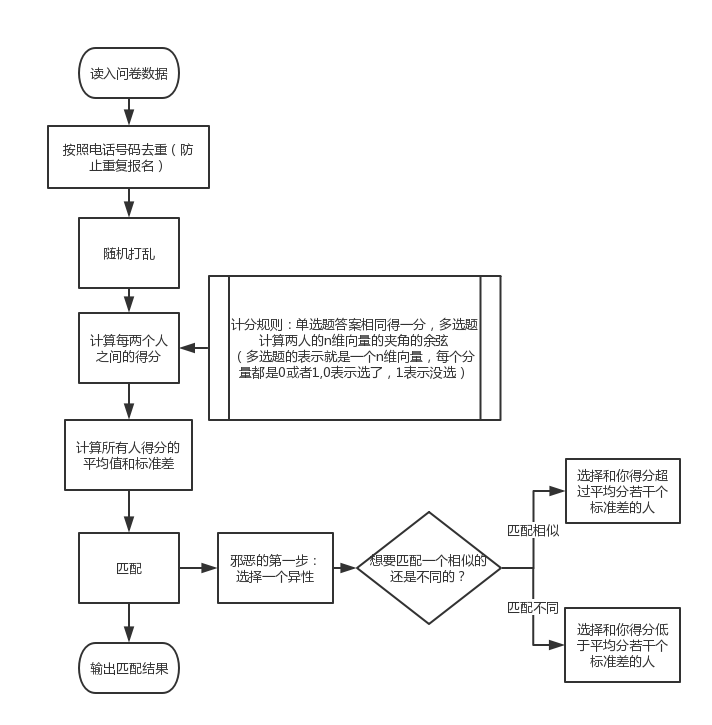 读入问卷数据
按照电话号码去重（防
止重复报名）
随机打乱
计算每两个人
之间的得分
计分规则：单选题答案相同得一分，多选题
计算两人的n维向量的夹角的余弦
（多选题的表示就是一个n维向量，每个分
量都是0或者1,0表示选了，1表示没选）
计算所有人得分的
平均值和标准差
匹配
邪恶的第一步：
选择一个异性
想要匹配一个相似的
还是不同的？
匹配相似
选择和你得分超
过平均分若干个
标准差的人
匹配不同
选择和你得分低
于平均分若干个
标准差的人
输出匹配结果